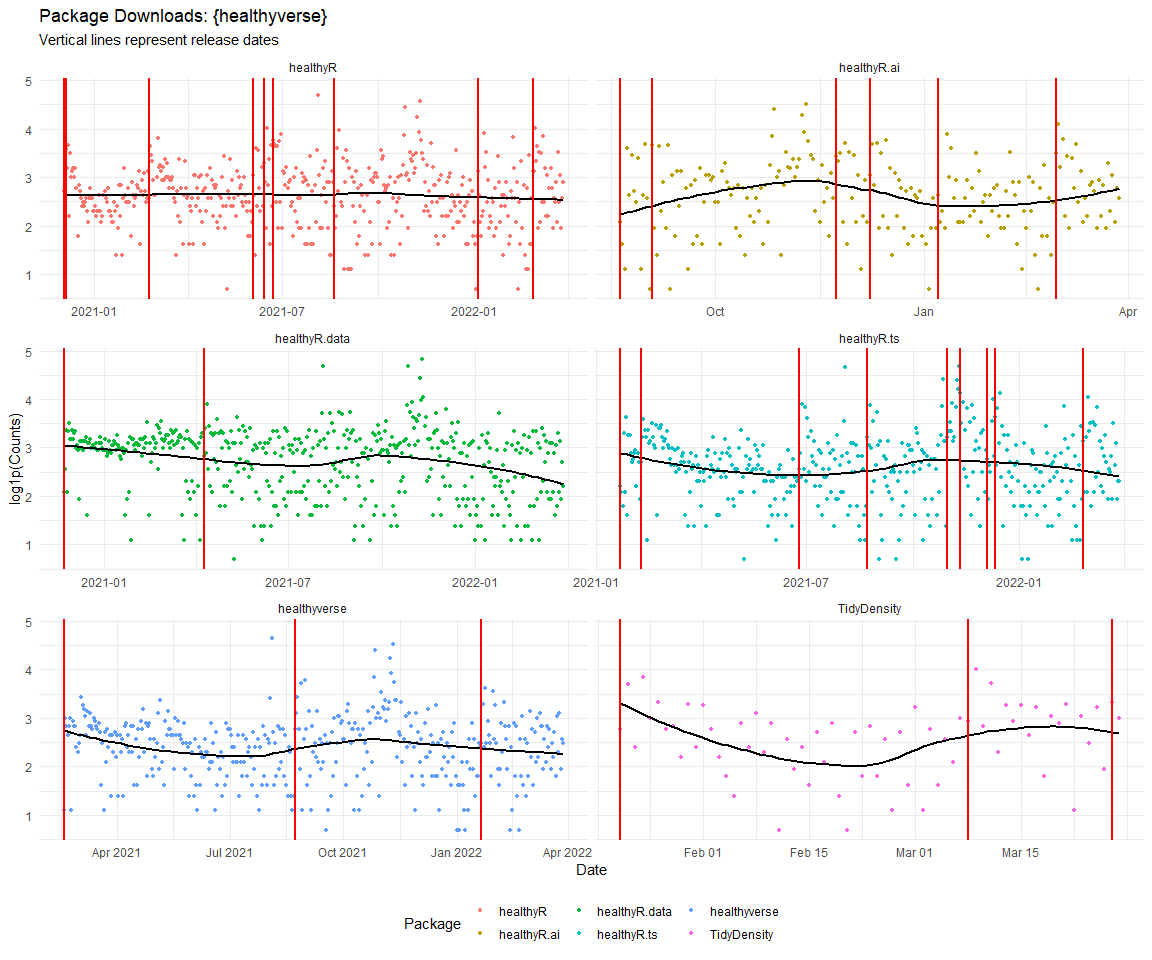 Package Downloads: {healthyverse}
Vertical lines represent release dates
healthyR
healthyR.ai
5
4
3
2
1
2021-01
2021-07
2022-01
Oct
Jan
Apr
healthyR.data
healthyR.ts
5
4
3
2
1
2021-01
2021-07
2022-01
2021-01
2021-07
2022-01
log1p(Counts)
healthyverse
TidyDensity
5
4
3
2
1
Apr 2021
Jul 2021
Oct 2021
Jan 2022
Apr 2022
Feb 01
Feb 15
Mar 01
Mar 15
Date
Package
healthyR
healthyR.data
healthyverse
healthyR.ai
healthyR.ts
TidyDensity